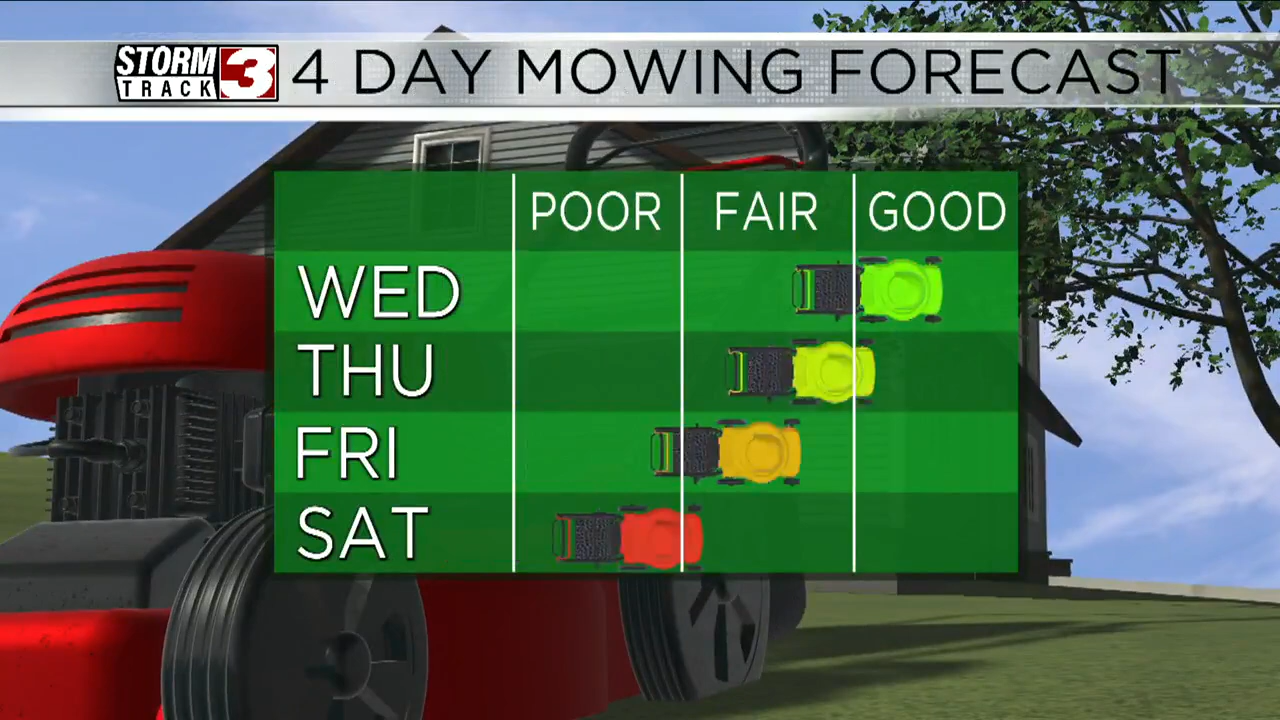 STORM TRACK 3 4 DAY MOWING FORECAST
POOR FAIR GOOD
WED
THU
FRI
SAT